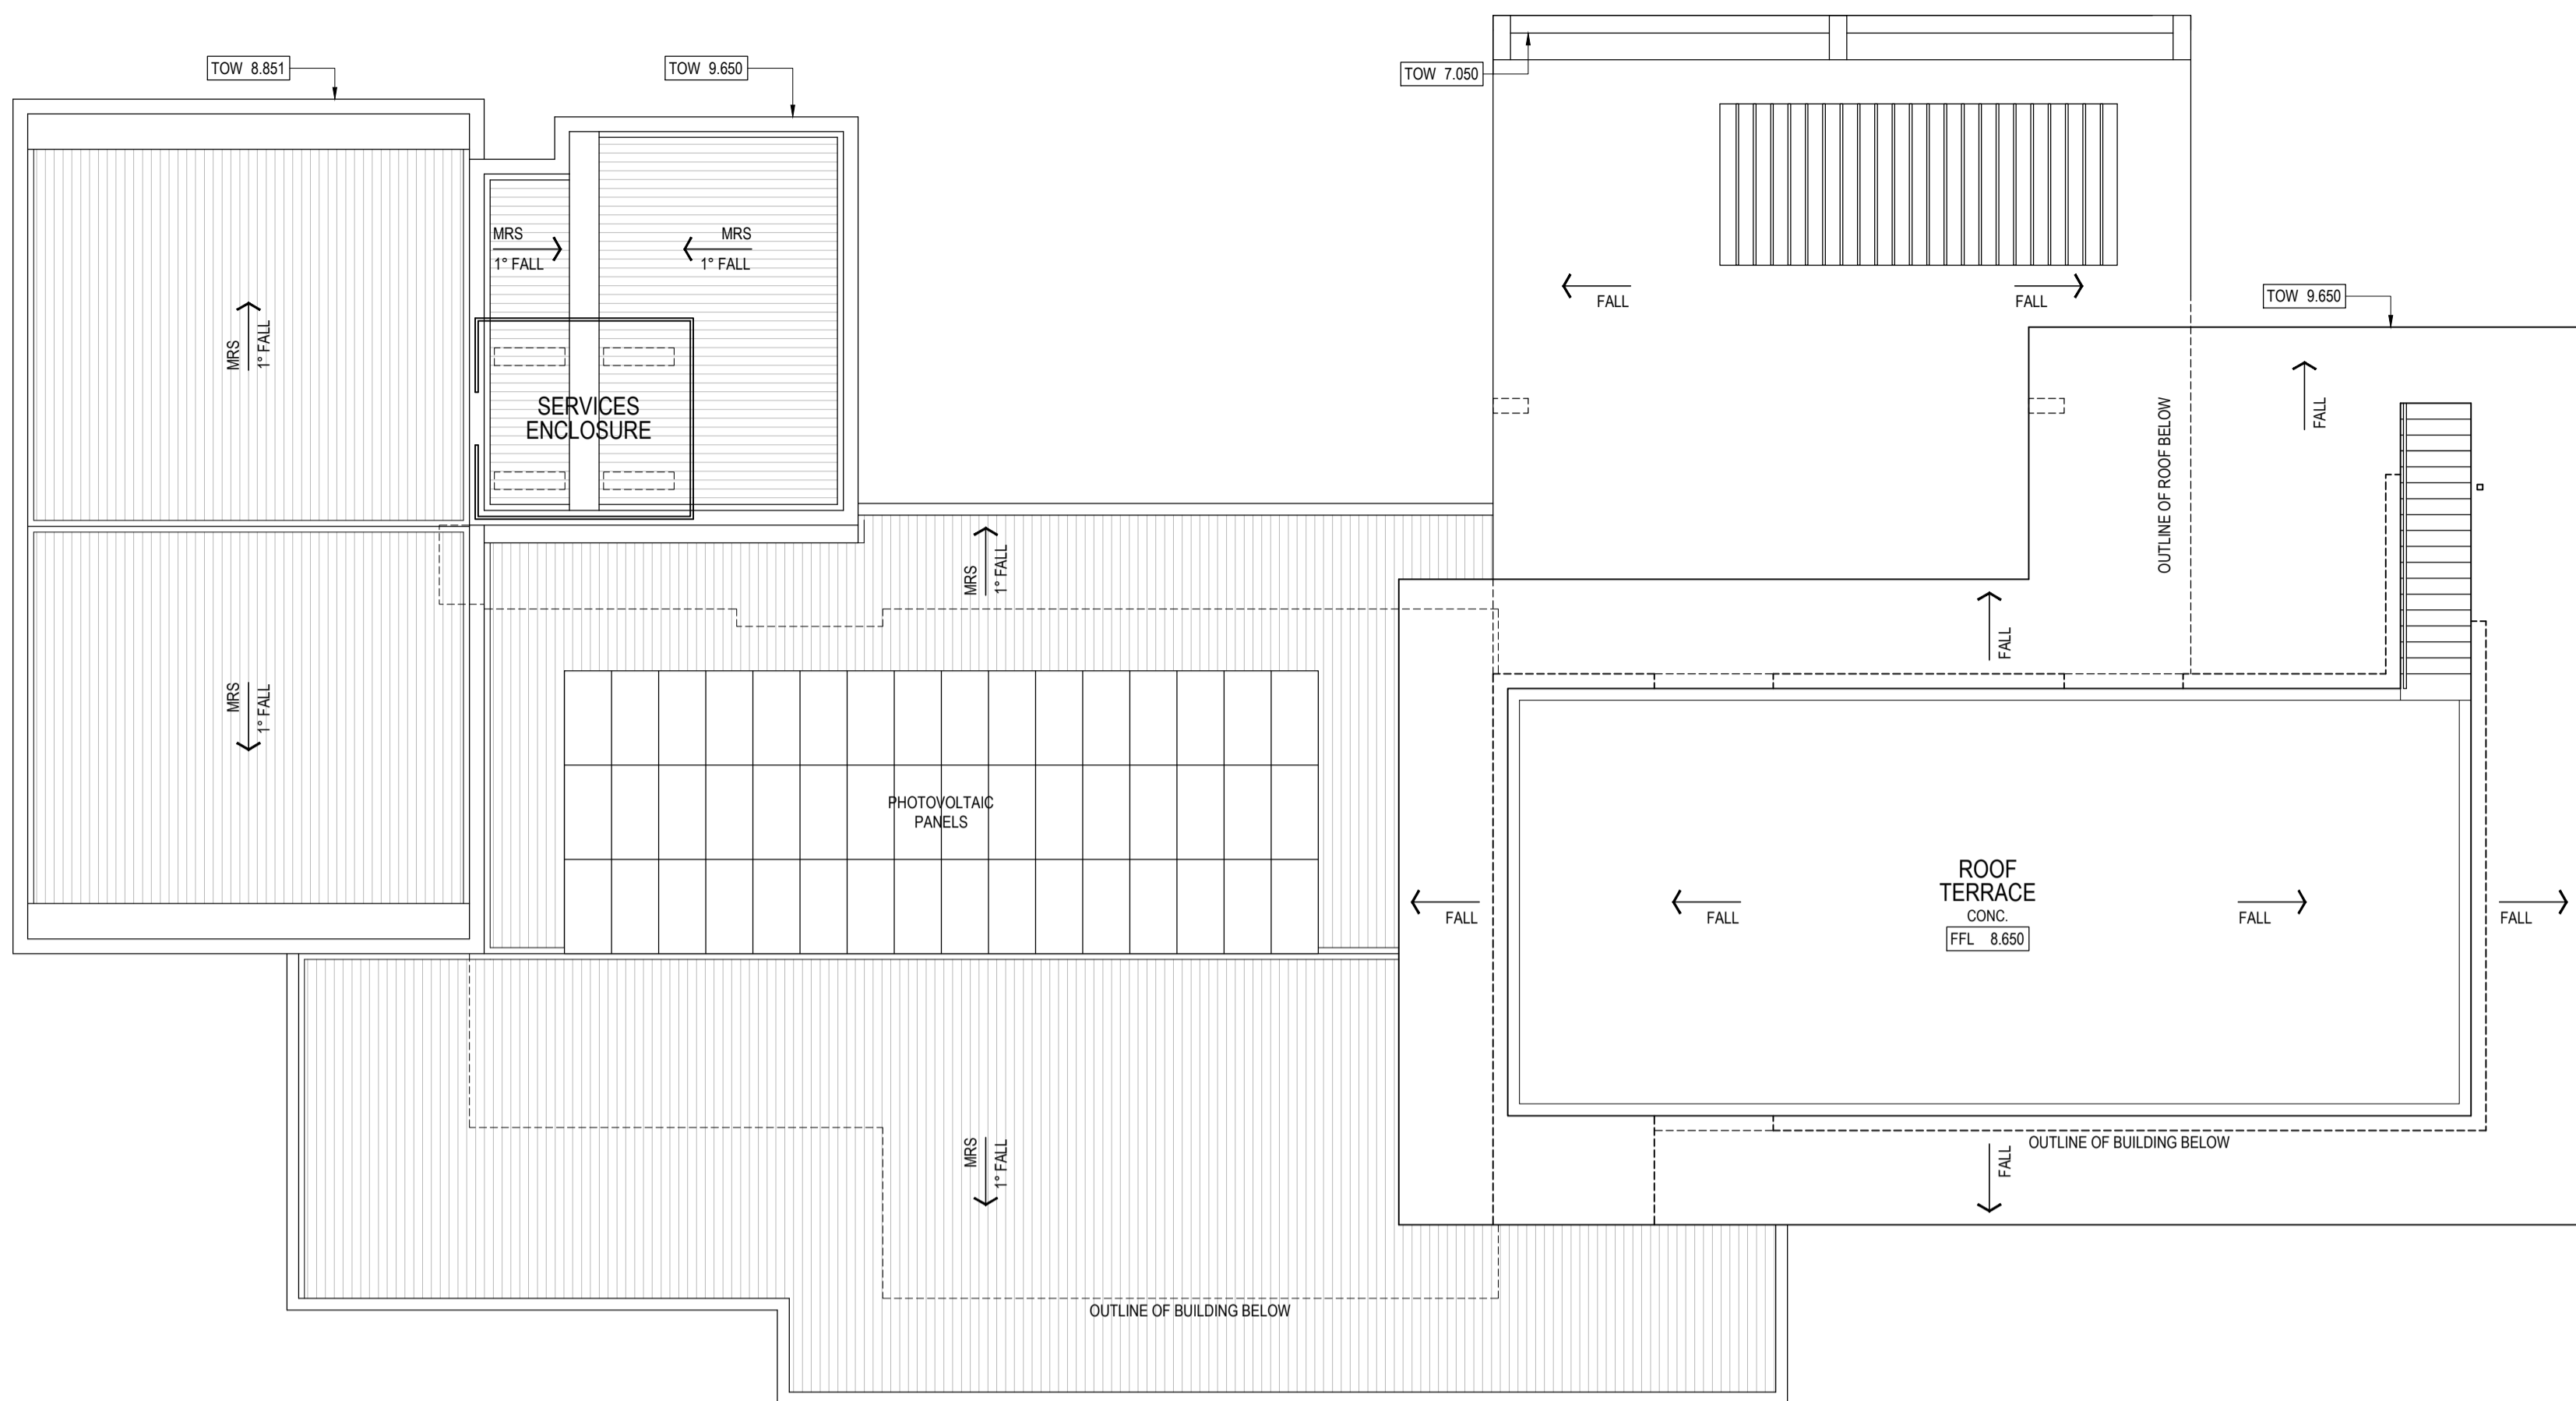 TOW 8.851
TOW 9.650
TOW 7.050
MRS
1° FALL
MRS
1° FALL
MRS
1° FALL
FALL
FALL
TOW 9.650
SERVICES
ENCLOSURE
OUTLINE OF ROOF BELOW
FALL
MRS
1° FALL
FALL
MRS
1° FALL
PHOTOVOLTAIC
PANELS
ROOF
TERRACE
CONC.
FFL 8.650
FALL
FALL
FALL
FALL
MRS
1° FALL
FALL
OUTLINE OF BUILDING BELOW
OUTLINE OF BUILDING BELOW